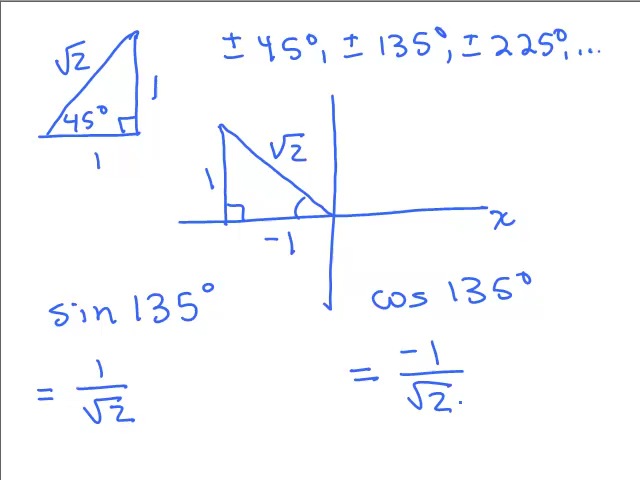 √2
1
45°
1
± 45°, ± 135°, ± 225°, ...
√2
1
-1
x
sin 135°
= 1/√2
cos 135°
= -1/√2